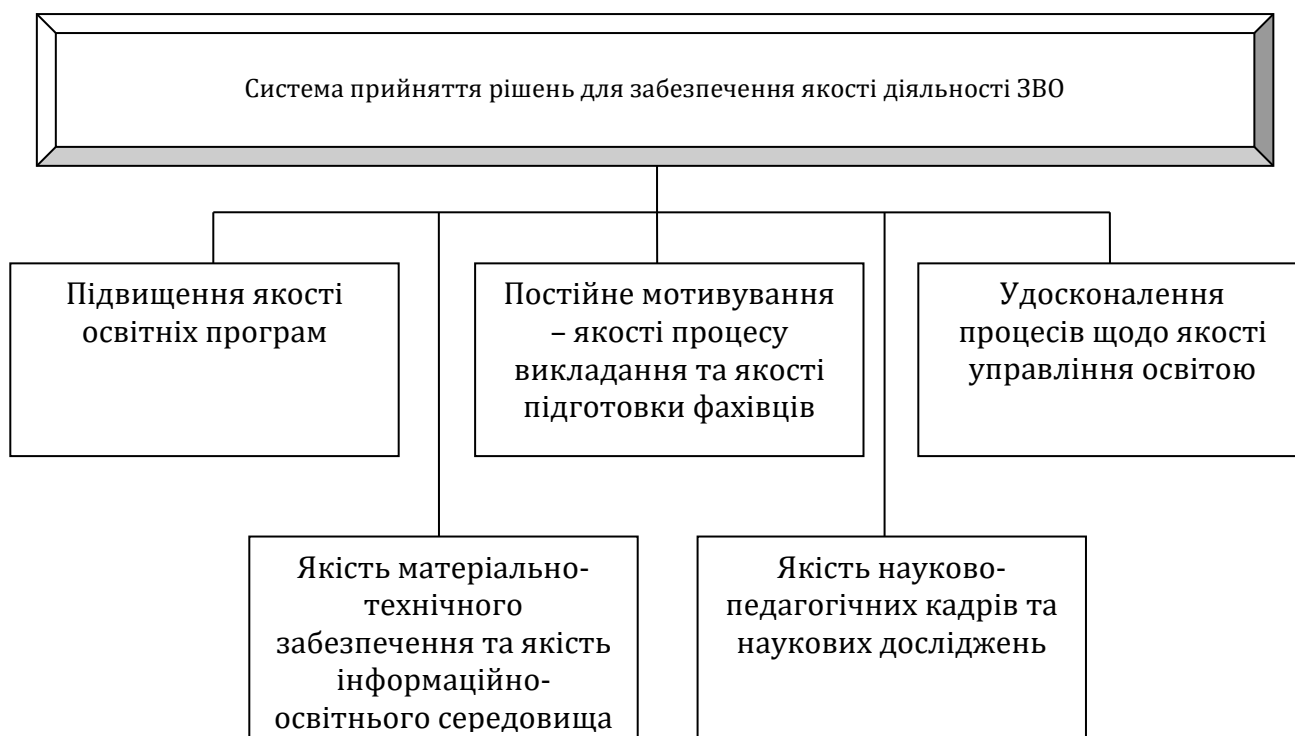 Система прийняття рішень для забезпечення якості діяльності ЗВО
Підвищення якості
освітніх програм
Постійне мотивування
– якості процесу
викладання та якості
підготовки фахівців
Удосконалення
процесів щодо якості
управління освітою
Якість матеріально-
технічного
забезпечення та якість
інформаційно-
освітнього середовища
Якість науково-
педагогічних кадрів та
наукових досліджень